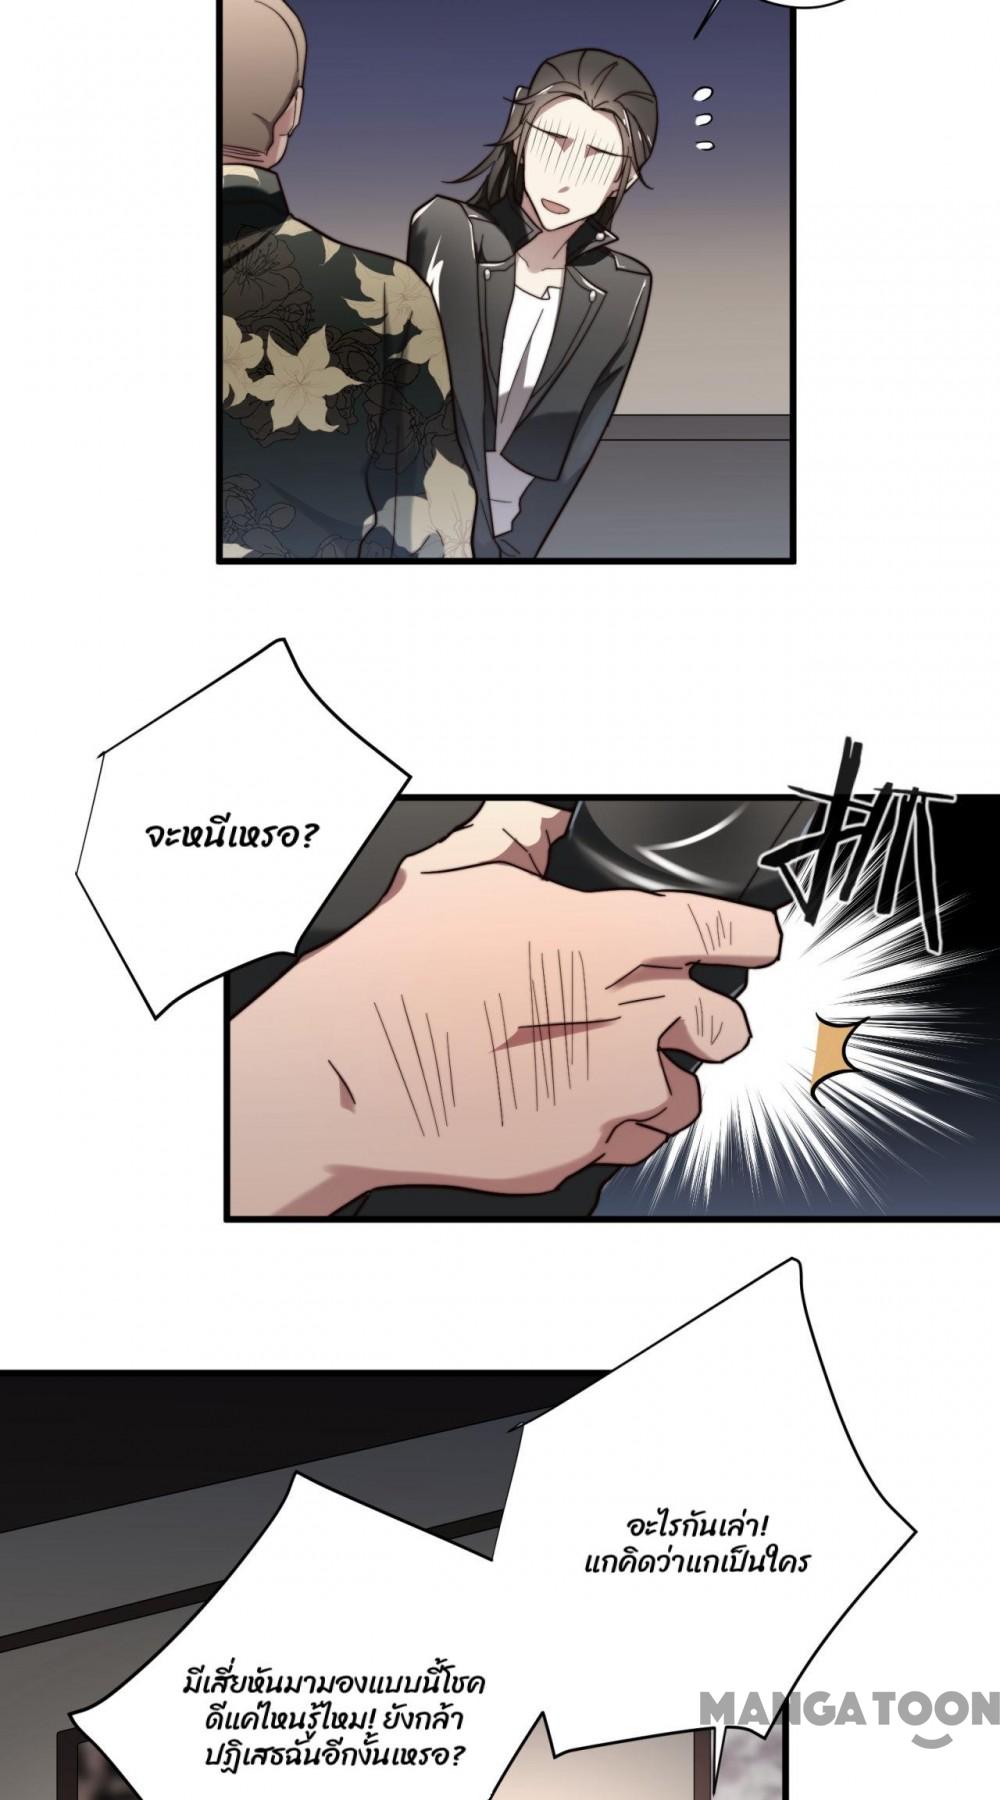 จะหนีเหรอ?
อะไรกันเล่า!
แกคิดว่าแกเป็นใคร
มีเสี่ยหันมามองแบบนี้โชค
ดีแค่ไหนรู้ไหม! ยังกล้า
ปฏิเสธฉันอีกงั้นเหรอ?
MANGATOON